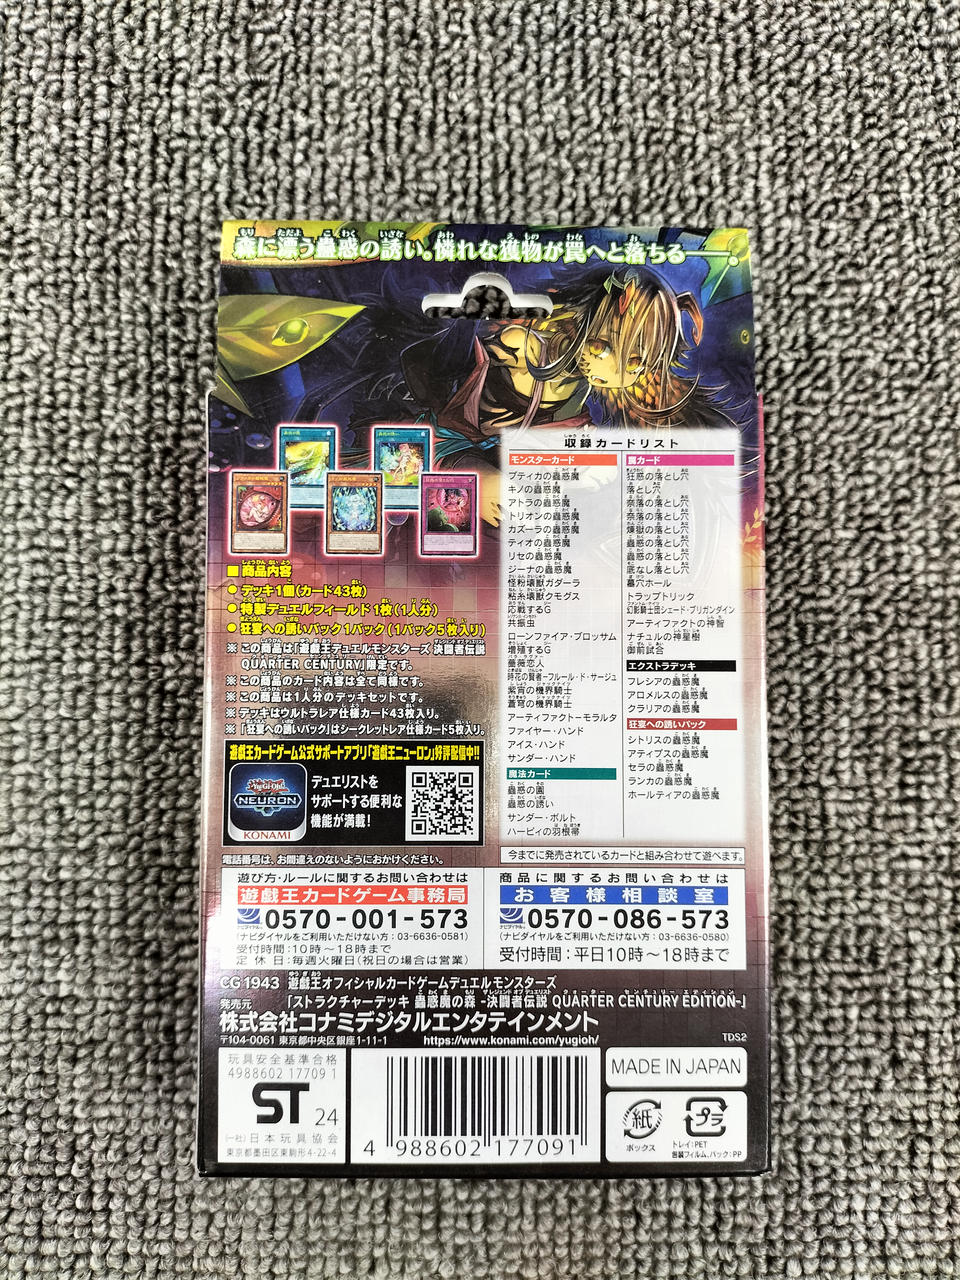 森に漂う蟲惑の誘い。憐れな獲物が罠へと落ちる――。
収録カードリスト
モンスターカード
プティカの蟲惑魔
キノの蟲惑魔
アトラの蟲惑魔
トリオンの蟲惑魔
カズーラの蟲惑魔
ティオの蟲惑魔
リセの蟲惑魔
ジーナの蟲惑魔
怪粉壊獣ガダーラ
粘糸壊獣クモグス
応戦するG
共振虫
ローンファイア・ブロッサム
増殖するG
薔薇恋人
時花の賢者-フルール・ド・サージュ
紫宵の機界騎士
蒼穹の機界騎士
アーティファクト-モラルタ
ファイヤー・ハンド
アイス・ハンド
サンダー・ハンド
魔法カード
蟲惑の園
蟲惑の誘い
サンダー・ボルト
ハーピィの羽根帚
罠カード
狂惑の落とし穴
落とし穴
奈落の落とし穴
奈落の落とし穴
煉獄の落とし穴
蟲惑の落とし穴
底なし落とし穴
墓穴ホール
トラップトリック
幻影騎士団シェード・ブリガンダイン
アーティファクトの神智
ナチュルの神星樹
御前試合
エクストラデッキ
フレシアの蟲惑魔
アロメルスの蟲惑魔
クラリアの蟲惑魔
狂宴への誘いパック
シトリスの蟲惑魔
アティプスの蟲惑魔
セラの蟲惑魔
ランカの蟲惑魔
ホールティアの蟲惑魔
■商品内容
●デッキ1個(カード43枚)
●特製デュエルフィールド1枚(1人分)
●狂宴への誘いパック1パック(1パック5枚入り)
※この商品は「遊戯王デュエルモンスターズ 決闘者伝説
QUARTER CENTURY」限定です。
※この商品のカード内容は全て同様です。
※この商品は1人分のデッキセットです。
※デッキはウルトラレア仕様カード43枚入り。
※「狂宴への誘いパック」はシークレットレア仕様カード5枚入り。
遊戯王カードゲーム公式サポートアプリ「遊戯王ニューロン」好評配信中!!
Yu-Gi-Oh!
NEURON
KONAMI
デュエリストを
サポートする便利な
機能が満載!
電話番号は、お間違えのないようにおかけください。
今までに発売されているカードと組み合わせて遊べます。
遊び方・ルールに関するお問い合わせは
遊戯王カードゲーム事務局
0570-001-573
(ナビダイヤルをご利用いただけない方:03-6636-0581)
受付時間:10時～18時まで
定休日:毎週火曜日(祝日の場合は営業)
商品に関するお問い合わせは
お客様相談室
0570-086-573
(ナビダイヤルをご利用いただけない方:03-6636-0580)
受付時間:平日10時～18時まで
CG1943 遊戯王オフィシャルカードゲームデュエルモンスターズ
「ストラクチャーデッキ 蟲惑魔の森 -決闘者伝説 QUARTER CENTURY EDITION-」
発売元
株式会社コナミデジタルエンタテインメント
〒104-0061 東京都中央区銀座1-11-1 https://www.konami.com/yugioh/
TDS2
玩具安全基準合格
4988602 17709 1
ST 24
(一社)日本玩具協会
東京都墨田区東駒形4-22-4
4 988602 177091
MADE IN JAPAN
紙
ボックス
プラ
トレイ:PET
包装フィルム、パック:PP